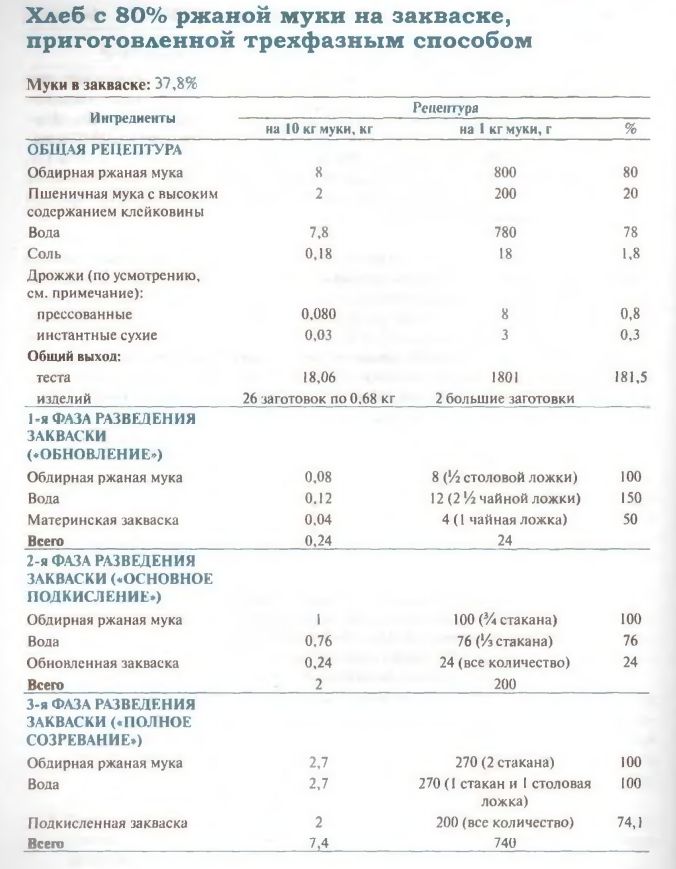 Хлеб с 80% ржаной муки на закваске,
приготовленной трехфазным способом
Муки в закваске: 37,8%
Ингредиенты
Рецептура
на 10 кг муки, кг на 1 кг муки, г %
ОБЩАЯ РЕЦЕПТУРА
Обдирная ржаная мука 8 800 80
Пшеничная мука с высоким 2 200 20
содержанием клейковины
Вода 7,8 780 78
Соль 0,18 18 1,8
Дрожжи (по усмотрению,
см. примечание):
прессованные 0,080 8 0,8
инстантные сухие 0,03 3 0,3
Общий выход:
теста 18,06 1801 181,5
изделий 26 заготовок по 0,68 кг 2 большие заготовки
1-я ФАЗА РАЗВЕДЕНИЯ
ЗАКВАСКИ
(«ОБНОВЛЕНИЕ»)
Обдирная ржаная мука 0,08 8 (½ столовой ложки) 100
Вода 0,12 12 (2 ½ чайной ложки) 150
Материнская закваска 0,04 4 (1 чайная ложка) 50
Всего 0,24 24
2-я ФАЗА РАЗВЕДЕНИЯ
ЗАКВАСКИ («ОСНОВНОЕ
ПОДКИСЛЕНИЕ»)
Обдирная ржаная мука 1 100 (¾ стакана) 100
Вода 0,76 76 (⅓ стакана) 76
Обновленная закваска 0,24 24 (все количество) 24
Всего 2 200
3-я ФАЗА РАЗВЕДЕНИЯ
ЗАКВАСКИ («ПОЛНОЕ
СОЗРЕВАНИЕ»)
Обдирная ржаная мука 2,7 270 (2 стакана) 100
Вода 2,7 270 (1 стакан и 1 столовая 100
ложка)
Подкисленная закваска 2 200 (все количество) 74,1
Всего 7,4 740